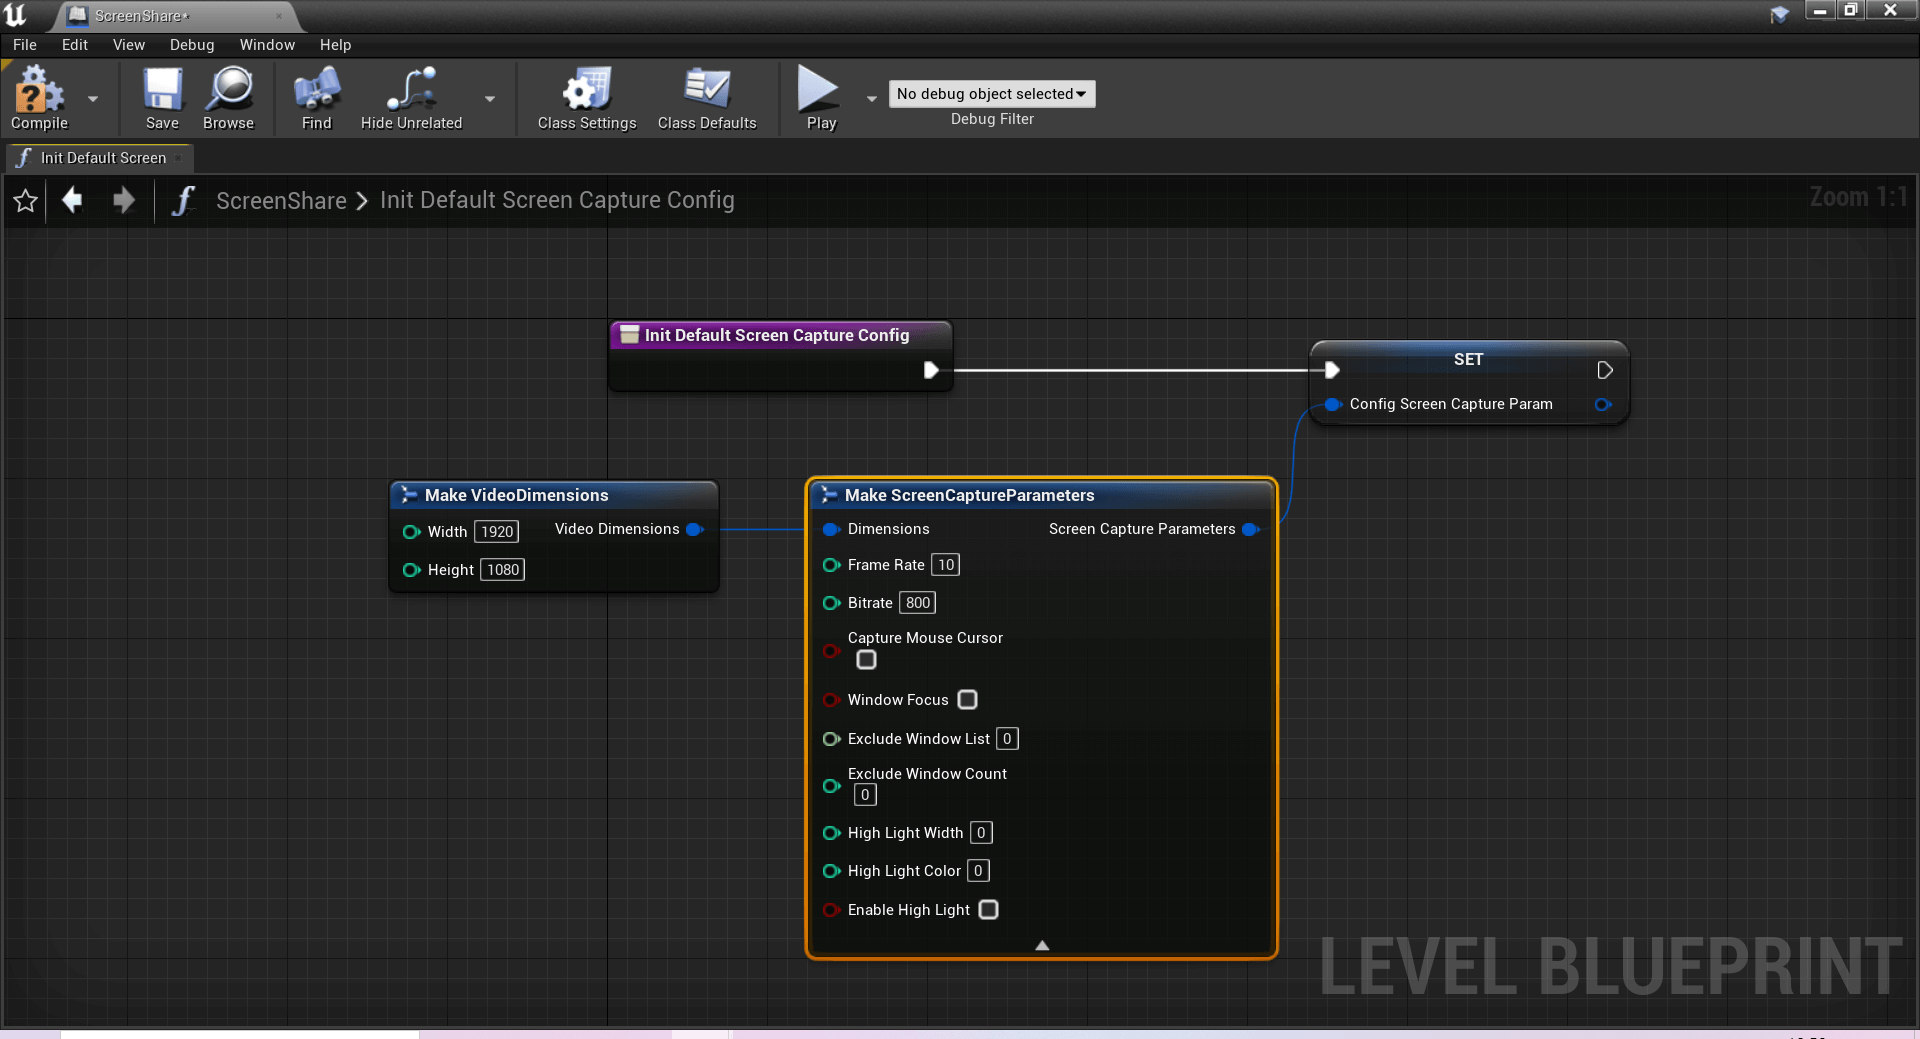 ScreenShare*
File Edit View Debug Window Help
Compile Save Browse Find Hide Unrelated Class Settings Class Defaults Play No debug object selected
Debug Filter
Init Default Screen
ScreenShare Init Default Screen Capture Config
Zoom 1:1
Init Default Screen Capture Config
SET
Config Screen Capture Param
Make VideoDimensions
Width 1920 Video Dimensions
Height 1080
Make ScreenCaptureParameters
Dimensions Screen Capture Parameters
Frame Rate 10
Bitrate 800
Capture Mouse Cursor
Window Focus
Exclude Window List 0
Exclude Window Count
0
High Light Width 0
High Light Color 0
Enable High Light
LEVEL BLUEPRINT